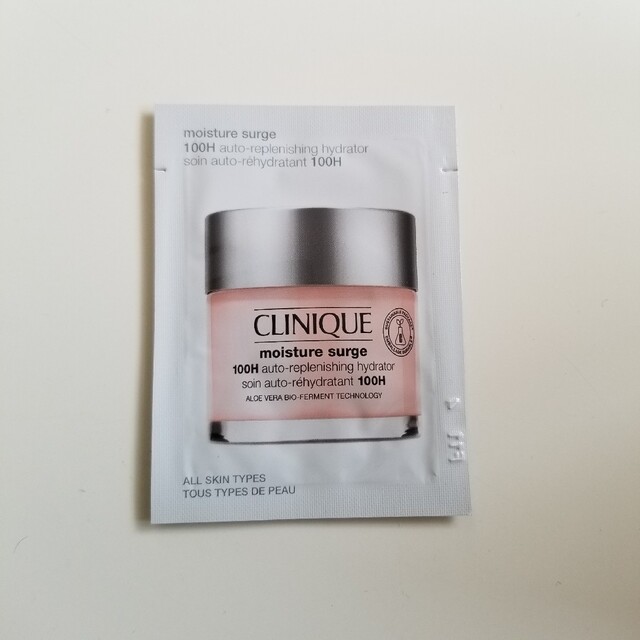 moisture surge
100H auto-replenishing hydrator
soin auto-réhydratant 100H
CLINIQUE
moisture surge
100H auto-replenishing hydrator
soin auto-réhydratant 100H
ALOE VERA BIO-FERMENT TECHNOLOGY
ALL SKIN TYPES
TOUS TYPES DE PEAU